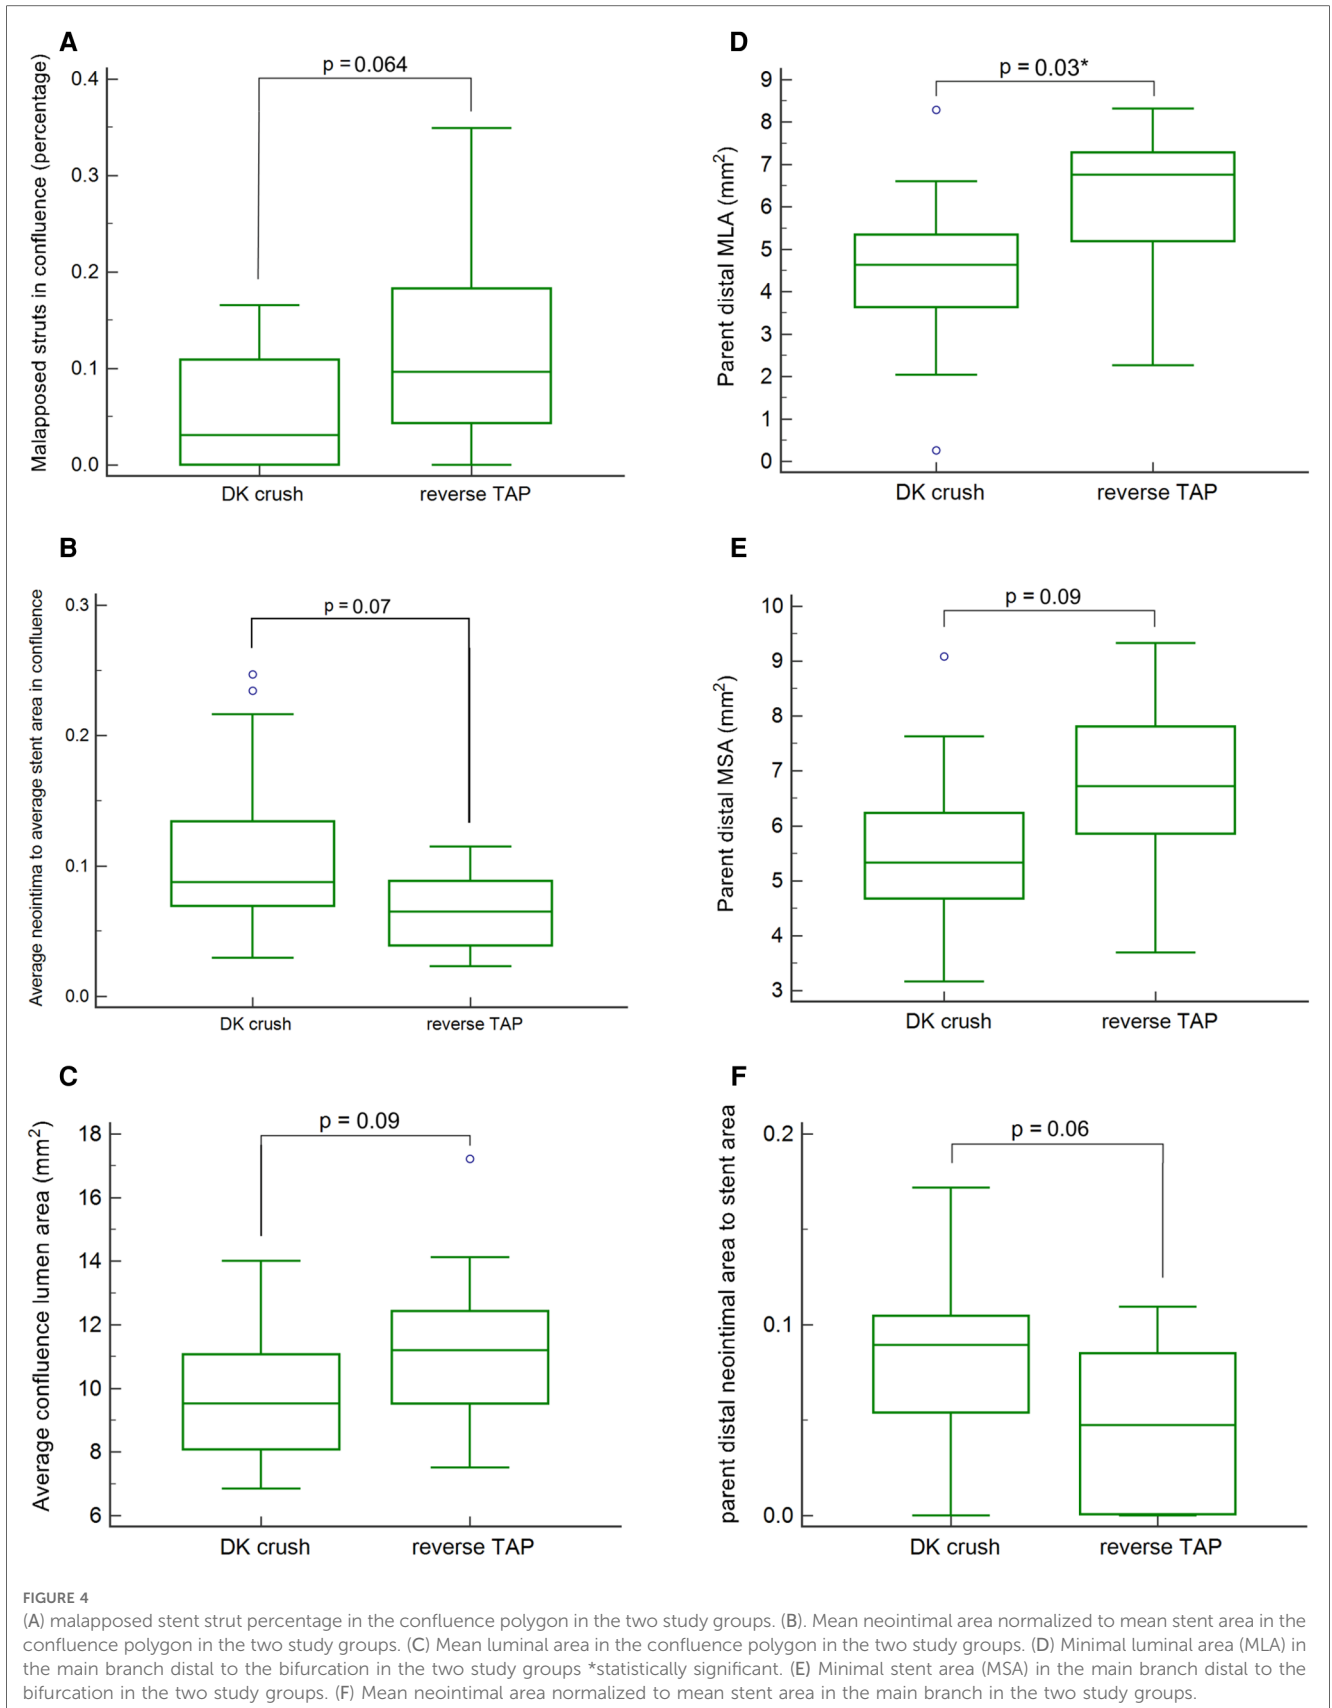 A
p = 0.064
Malapposed struts in confluence (percentage)
0.4
0.3
0.2
0.1
0.0
DK crush
reverse TAP
D
p = 0.03*
Parent distal MLA (mm²)
9
8
7
6
5
4
3
2
1
0
DK crush
reverse TAP
B
p = 0.07
Average neointima to average stent area in confluence
0.3
0.2
0.1
0.0
DK crush
reverse TAP
E
p = 0.09
Parent distal MSA (mm²)
10
9
8
7
6
5
4
3
DK crush
reverse TAP
C
p = 0.09
Average confluence lumen area (mm²)
18
16
14
12
10
8
6
DK crush
reverse TAP
F
p = 0.06
parent distal neointimal area to stent area
0.2
0.1
0.0
DK crush
reverse TAP
FIGURE 4
(A) malapposed stent strut percentage in the confluence polygon in the two study groups. (B). Mean neointimal area normalized to mean stent area in the
confluence polygon in the two study groups. (C) Mean luminal area in the confluence polygon in the two study groups. (D) Minimal luminal area (MLA) in
the main branch distal to the bifurcation in the two study groups *statistically significant. (E) Minimal stent area (MSA) in the main branch distal to the
bifurcation in the two study groups. (F) Mean neointimal area normalized to mean stent area in the main branch in the two study groups.